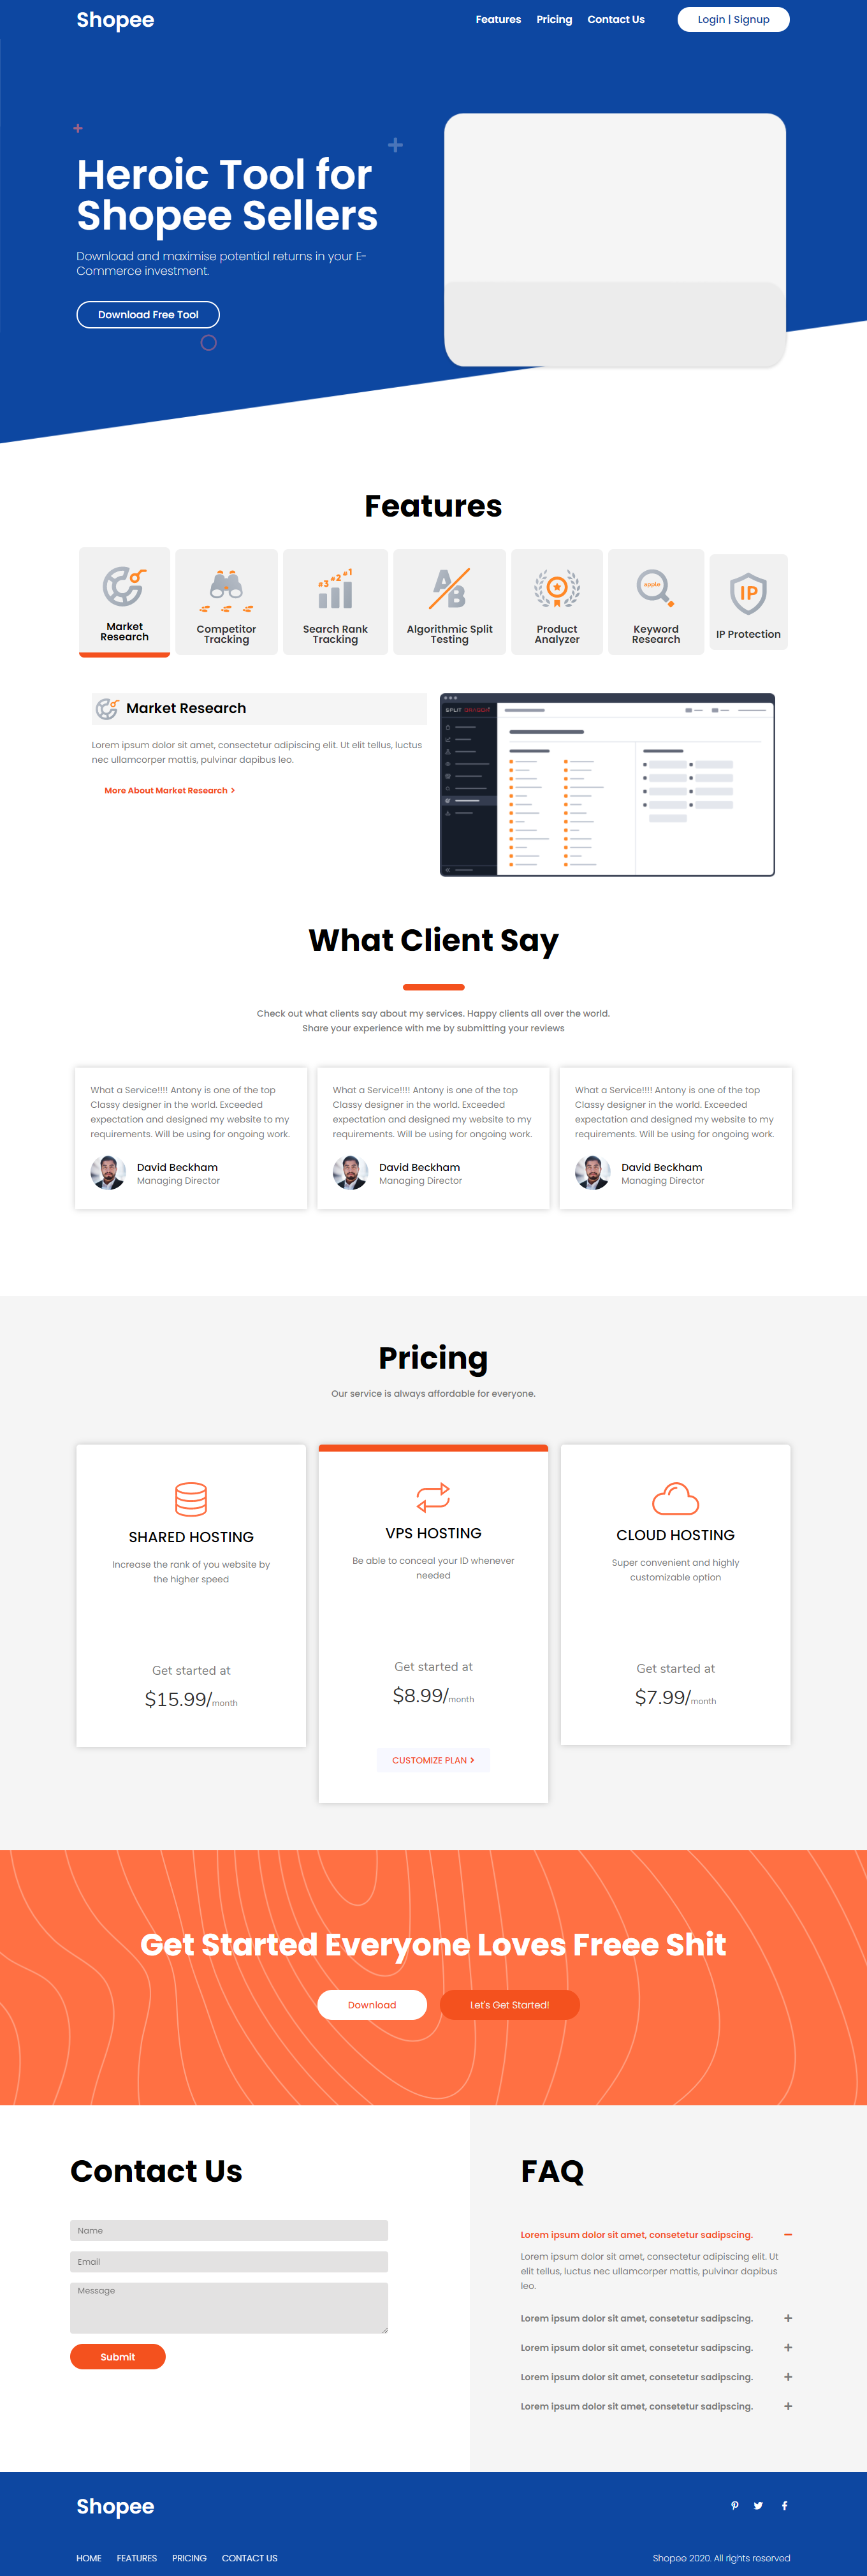 Shopee
Features Pricing Contact Us Login | Signup
Heroic Tool for
Shopee Sellers
Download and maximise potential returns in your E-
Commerce investment.
Download Free Tool
Features
Market
Research
Competitor
Tracking
#3 #2 #1
Search Rank
Tracking
AB
Algorithmic Split
Testing
Product
Analyzer
apple
Keyword
Research
IP
IP Protection
Market Research
Lorem ipsum dolor sit amet, consectetur adipiscing elit. Ut elit tellus, luctus
nec ullamcorper mattis, pulvinar dapibus leo.
More About Market Research >
SPLIT DRAGON
What Client Say
Check out what clients say about my services. Happy clients all over the world.
Share your experience with me by submitting your reviews
What a Service!!!! Antony is one of the top
Classy designer in the world. Exceeded
expectation and designed my website to my
requirements. Will be using for ongoing work.
David Beckham
Managing Director
What a Service!!!! Antony is one of the top
Classy designer in the world. Exceeded
expectation and designed my website to my
requirements. Will be using for ongoing work.
David Beckham
Managing Director
What a Service!!!! Antony is one of the top
Classy designer in the world. Exceeded
expectation and designed my website to my
requirements. Will be using for ongoing work.
David Beckham
Managing Director
Pricing
Our service is always affordable for everyone.
SHARED HOSTING
Increase the rank of you website by
the higher speed
Get started at
$15.99/month
VPS HOSTING
Be able to conceal your ID whenever
needed
Get started at
$8.99/month
CUSTOMIZE PLAN >
CLOUD HOSTING
Super convenient and highly
customizable option
Get started at
$7.99/month
Get Started Everyone Loves Freee Shit
Download
Let's Get Started!
Contact Us
Name
Email
Message
Submit
FAQ
Lorem ipsum dolor sit amet, consetetur sadipscing.
Lorem ipsum dolor sit amet, consectetur adipiscing elit. Ut
elit tellus, luctus nec ullamcorper mattis, pulvinar dapibus
leo.
Lorem ipsum dolor sit amet, consetetur sadipscing.
Lorem ipsum dolor sit amet, consetetur sadipscing.
Lorem ipsum dolor sit amet, consetetur sadipscing.
Lorem ipsum dolor sit amet, consetetur sadipscing.
Shopee
HOME FEATURES PRICING CONTACT US
Shopee 2020. All rights reserved